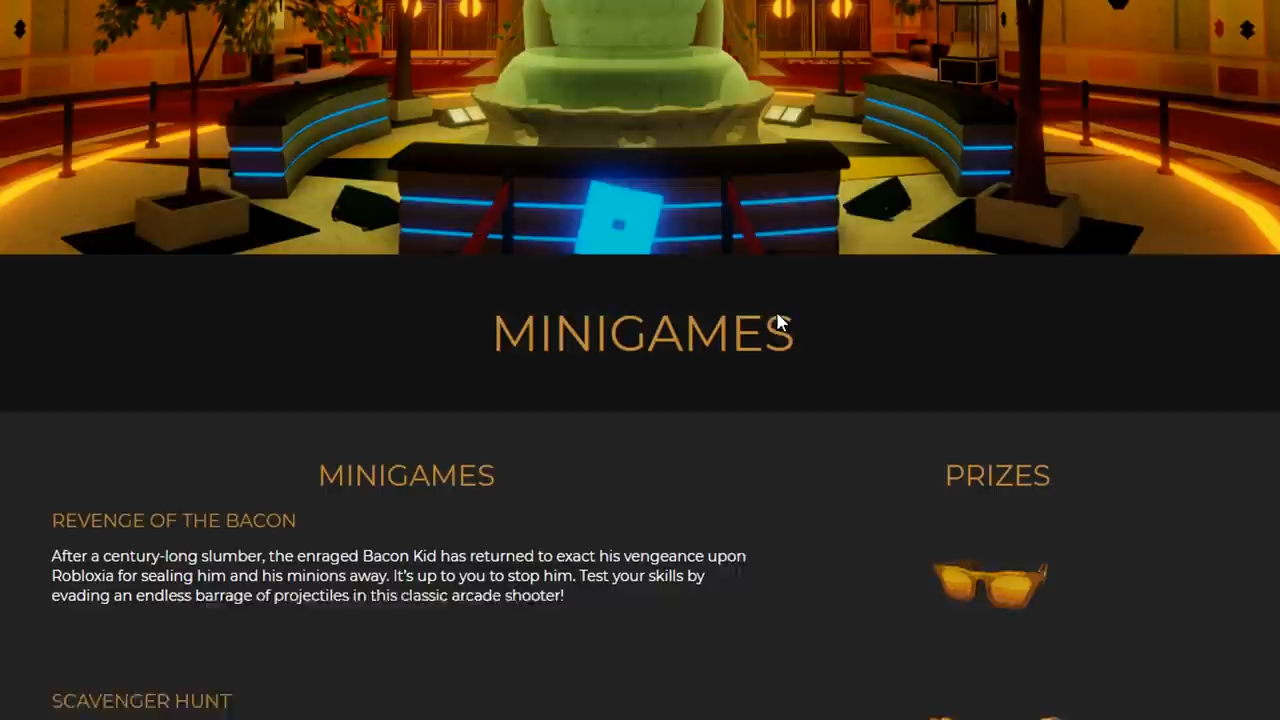 MINIGAMES
MINIGAMES
PRIZES
REVENGE OF THE BACON
After a century-long slumber, the enraged Bacon Kid has returned to exact his vengeance upon
Robloxia for sealing him and his minions away. It's up to you to stop him. Test your skills by
evading an endless barrage of projectiles in this classic arcade shooter!
SCAVENGER HUNT